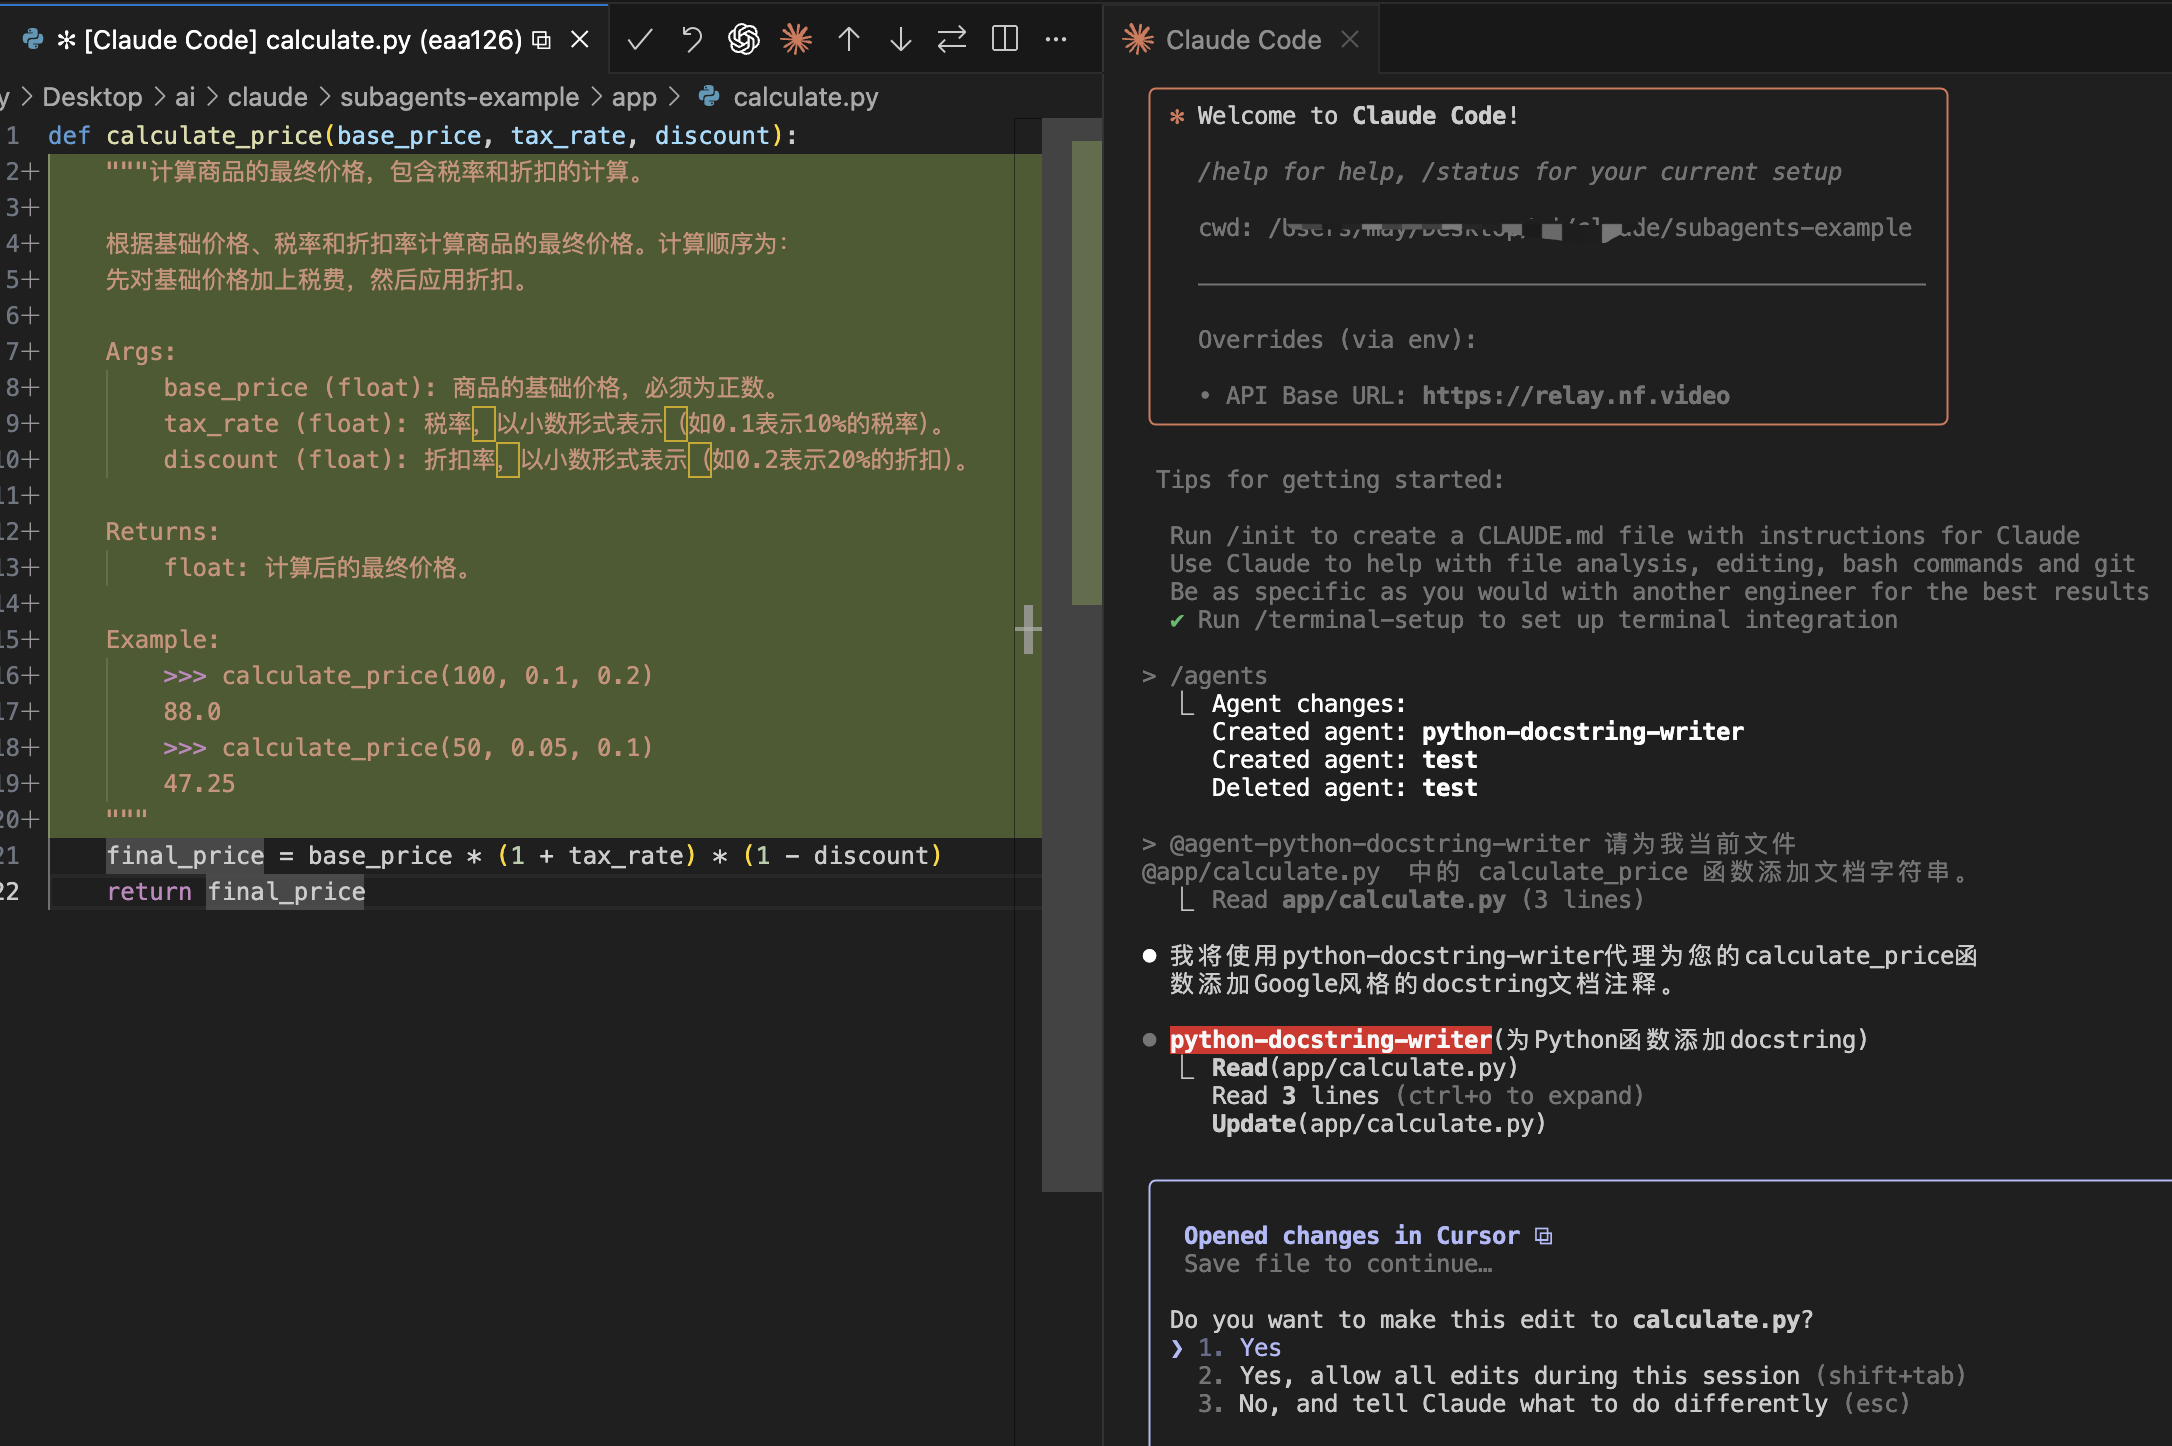 [Claude Code] calculate.py (eaa126)
y > Desktop > ai > claude > subagents-example > app > calculate.py
1 def calculate_price(base_price, tax_rate, discount):
2+ """计算商品的最终价格，包含税率和折扣的计算。
3+
4+ 根据基础价格、税率和折扣率计算商品的最终价格。计算顺序为：
5+ 先对基础价格加上税费，然后应用折扣。
6+
7+ Args:
8+ base_price (float): 商品的基础价格，必须为正数。
9+ tax_rate (float): 税率，以小数形式表示（如0.1表示10%的税率）。
10+ discount (float): 折扣率，以小数形式表示（如0.2表示20%的折扣）。
11+
12+ Returns:
13+ float: 计算后的最终价格。
14+
15+ Example:
16+ >>> calculate_price(100, 0.1, 0.2)
17+ 88.0
18+ >>> calculate_price(50, 0.05, 0.1)
19+ 47.25
20+ """
21 final_price = base_price * (1 + tax_rate) * (1 - discount)
22 return final_price
Claude Code
✻ Welcome to Claude Code!
/help for help, /status for your current setup
cwd: /subagents-example
Overrides (via env):
• API Base URL: https://relay.nf.video
Tips for getting started:
Run /init to create a CLAUDE.md file with instructions for Claude
Use Claude to help with file analysis, editing, bash commands and git
Be as specific as you would with another engineer for the best results
✔ Run /terminal-setup to set up terminal integration
> /agents
Agent changes:
Created agent: python-docstring-writer
Created agent: test
Deleted agent: test
> @agent-python-docstring-writer 请为我当前文件
@app/calculate.py 中的 calculate_price 函数添加文档字符串。
Read app/calculate.py (3 lines)
我将使用python-docstring-writer代理为您的calculate_price函
数添加Google风格的docstring文档注释。
python-docstring-writer(为Python函数添加docstring)
Read(app/calculate.py)
Read 3 lines (ctrl+o to expand)
Update(app/calculate.py)
Opened changes in Cursor
Save file to continue…
Do you want to make this edit to calculate.py?
❯ 1. Yes
2. Yes, allow all edits during this session (shift+tab)
3. No, and tell Claude what to do differently (esc)